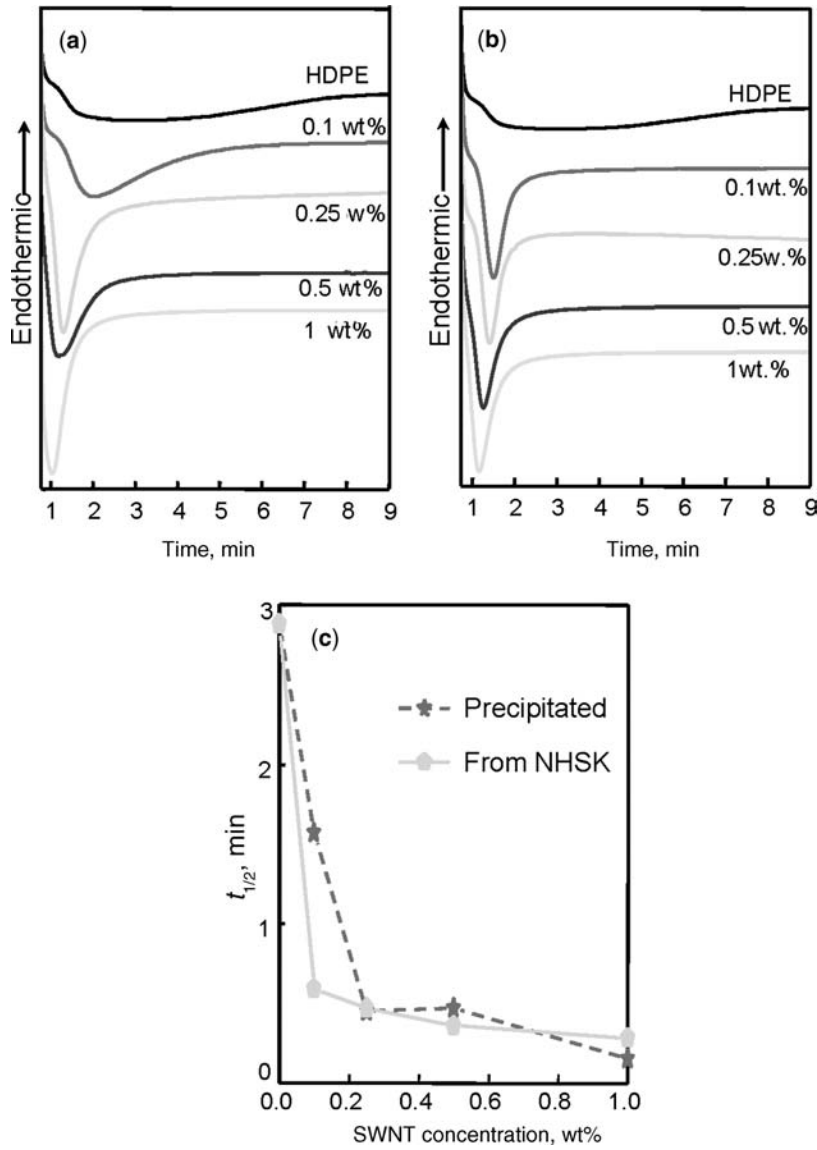 (a)
HDPE
0.1 wt%
0.25 w%
0.5 wt%
1 wt%
Endothermic
1 2 3 4 5 6 7 8 9
Time, min
(b)
HDPE
0.1wt.%
0.25w.%
0.5wt.%
1wt.%
Endothermic
1 2 3 4 5 6 7 8 9
Time, min
(c)
3
2
1
0
t1/2, min
Precipitated
From NHSK
0.0 0.2 0.4 0.6 0.8 1.0
SWNT concentration, wt%